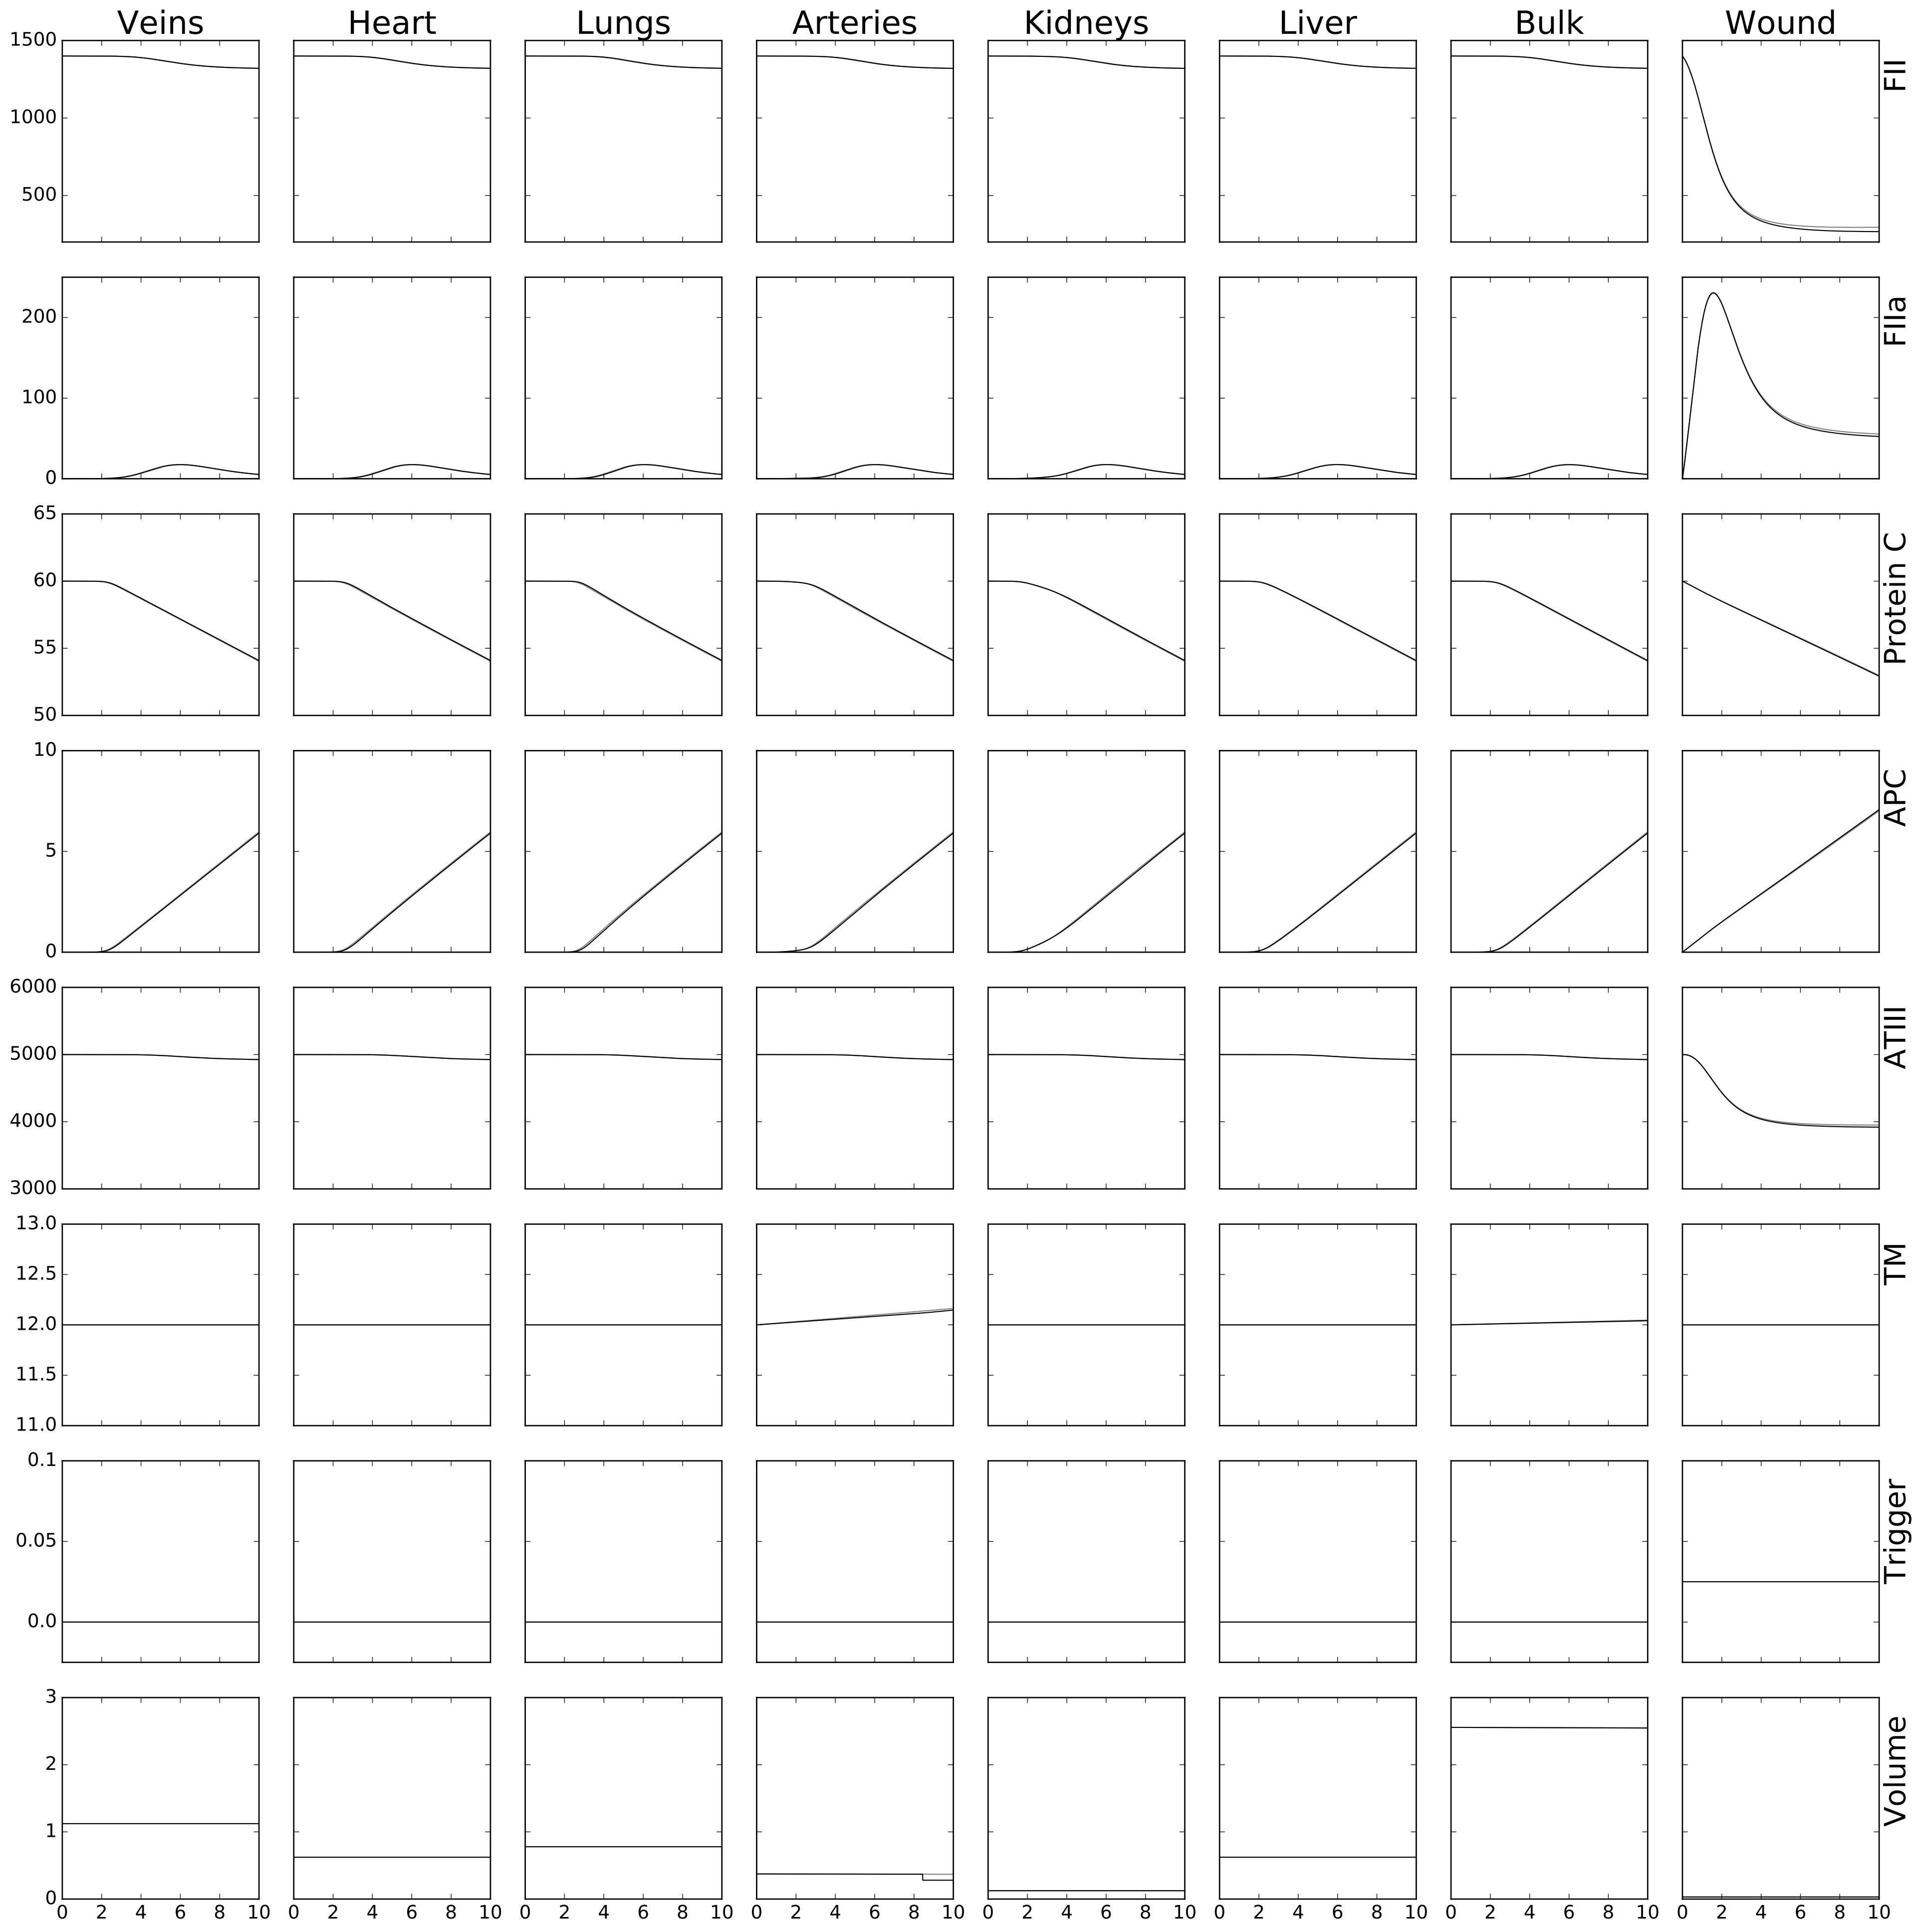 Veins Heart Lungs Arteries Kidneys Liver Bulk Wound
1500
1000
500
FII
200
100
0
FIIa
65
60
55
50
Protein C
10
5
0
APC
6000
5000
4000
3000
ATIII
13.0
12.5
12.0
11.5
11.0
TM
0.1
0.05
0.0
Trigger
3
2
1
0
Volume
0 2 4 6 8 10 0 2 4 6 8 10 0 2 4 6 8 10 0 2 4 6 8 10 0 2 4 6 8 10 0 2 4 6 8 10 0 2 4 6 8 10 0 2 4 6 8 10